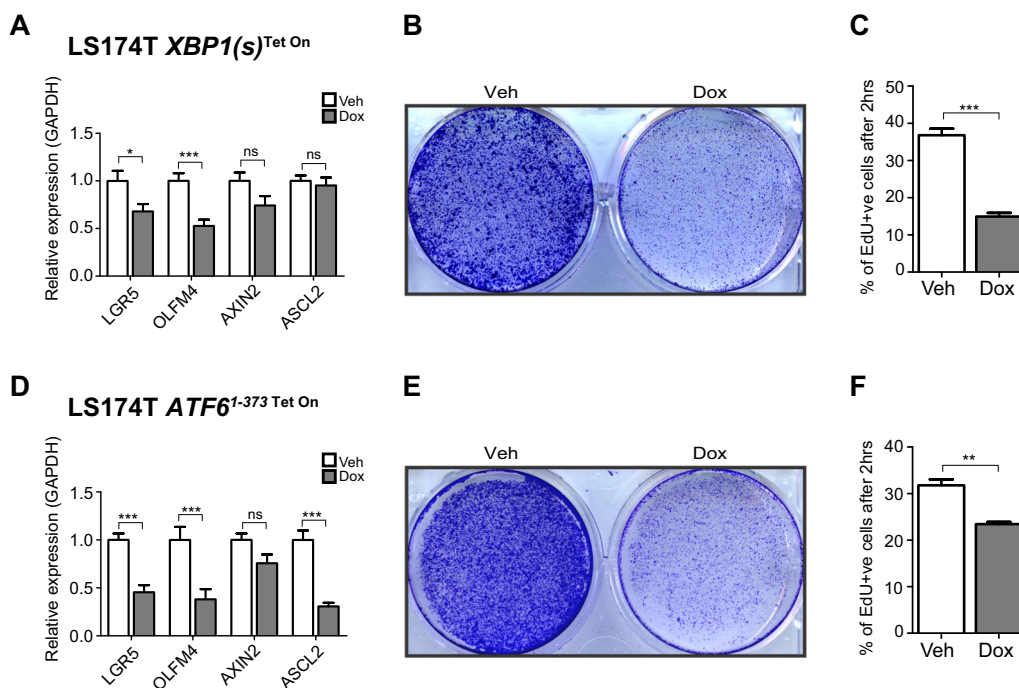 A
LS174T XBP1(s)Tet On
Relative expression (GAPDH)
1.5
1.0
0.5
0.0
Veh
Dox
*
***
ns
ns
LGR5
OLFM4
AXIN2
ASCL2
B
Veh
Dox
C
% of EdU+ve cells after 2hrs
50
40
30
20
10
0
***
Veh
Dox
D
LS174T ATF61-373 Tet On
Relative expression (GAPDH)
1.5
1.0
0.5
0.0
Veh
Dox
***
***
ns
***
LGR5
OLFM4
AXIN2
ASCL2
E
Veh
Dox
F
% of EdU+ve cells after 2hrs
40
30
20
10
0
**
Veh
Dox